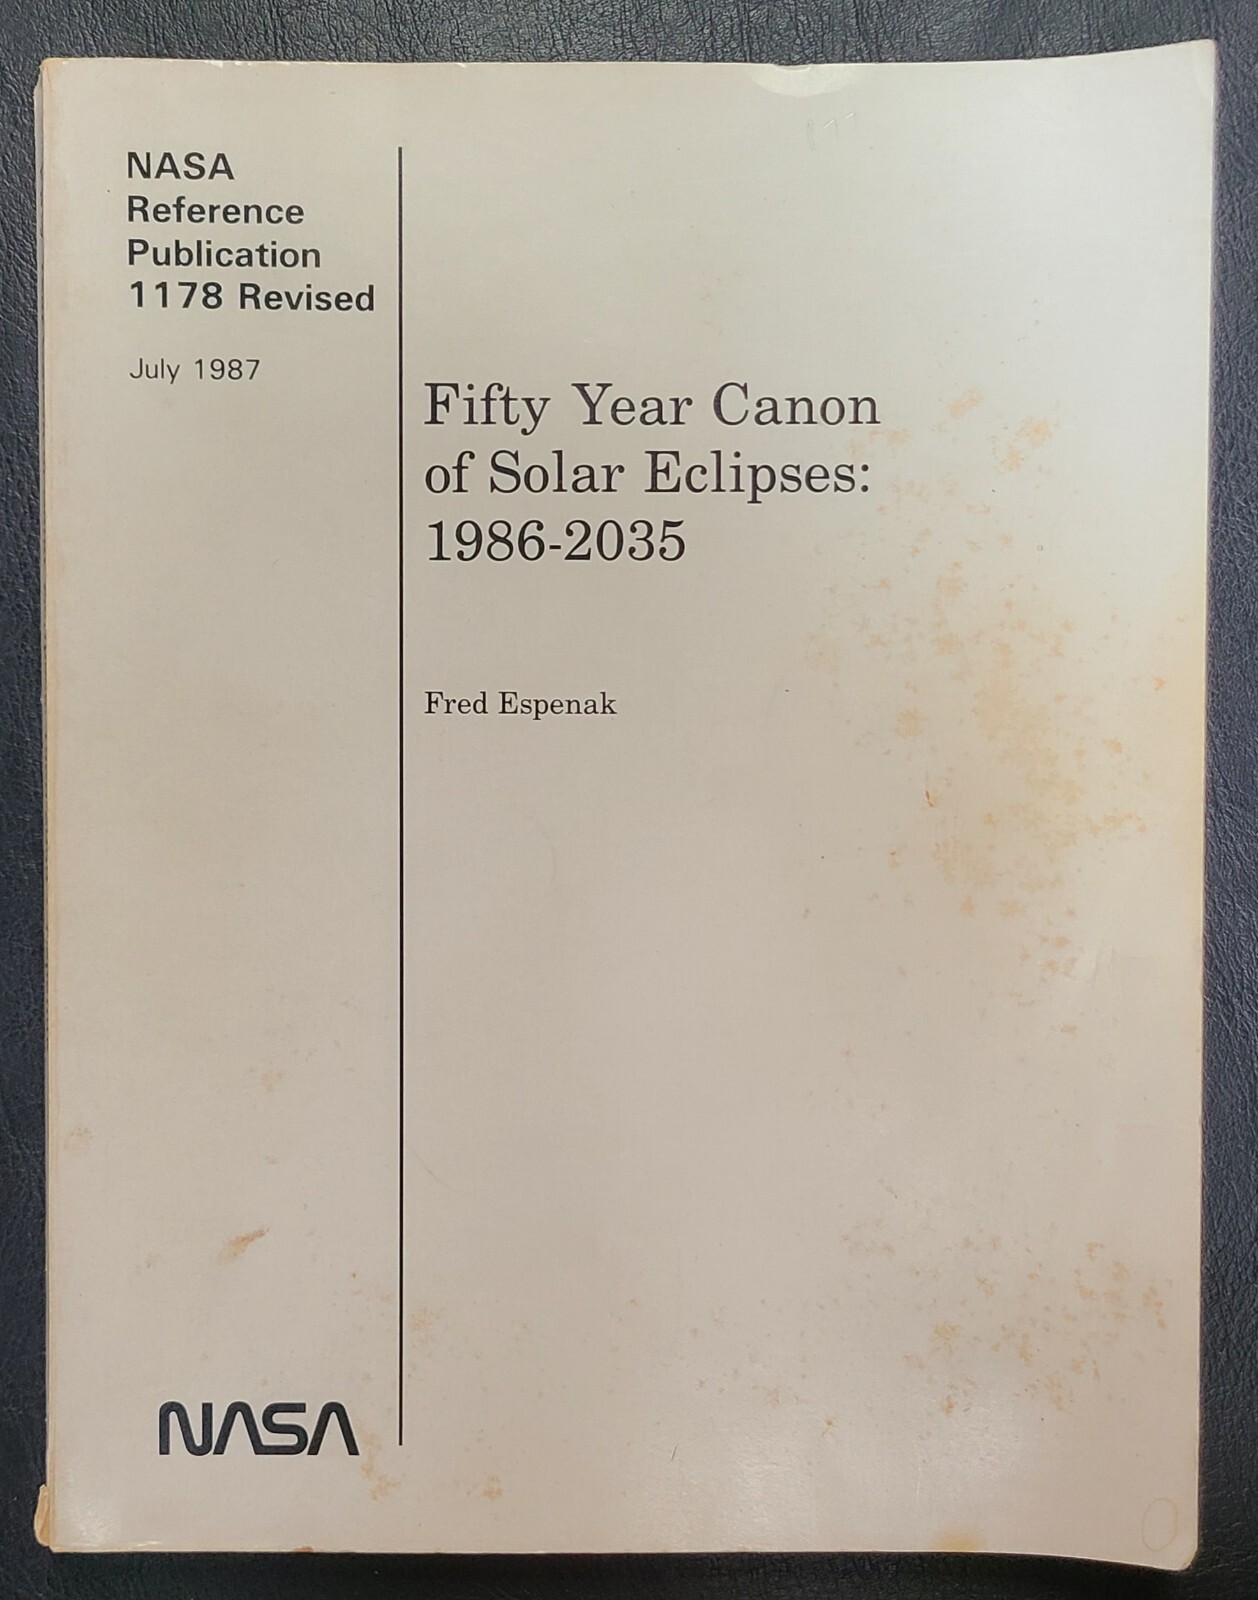 NASA
Reference
Publication
1178 Revised
July 1987
Fifty Year Canon
of Solar Eclipses:
1986-2035
Fred Espenak
NASA